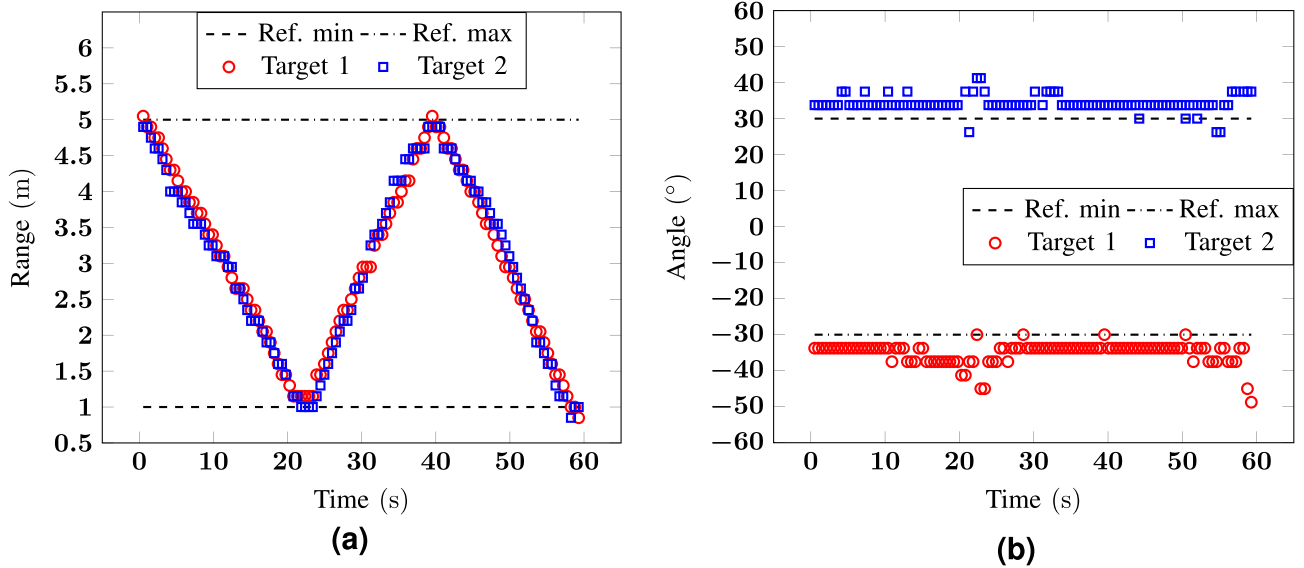 Ref. min Ref. max
Target 1 Target 2
6
5.5
5
4.5
4
3.5
3
2.5
2
1.5
1
0.5
Range (m)
0 10 20 30 40 50 60
Time (s)
(a)
60
50
40
30
20
10
0
−10
−20
−30
−40
−50
−60
Angle (°)
Ref. min Ref. max
Target 1 Target 2
0 10 20 30 40 50 60
Time (s)
(b)